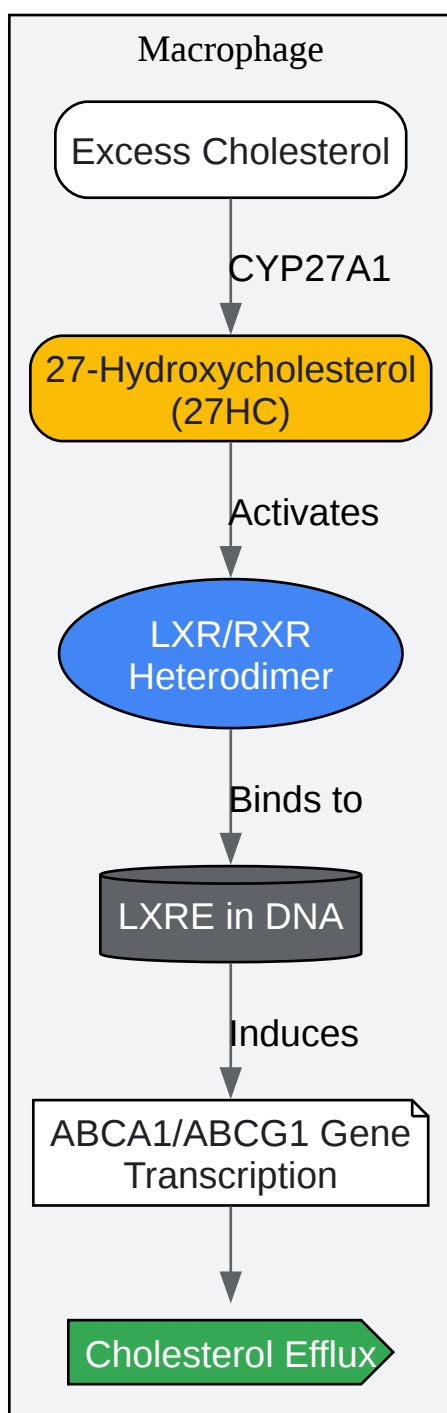 Macrophage
Excess Cholesterol
CYP27A1
27-Hydroxycholesterol
(27HC)
Activates
LXR/RXR
Heterodimer
Binds to
LXRE in DNA
Induces
ABCA1/ABCG1 Gene
Transcription
Cholesterol Efflux